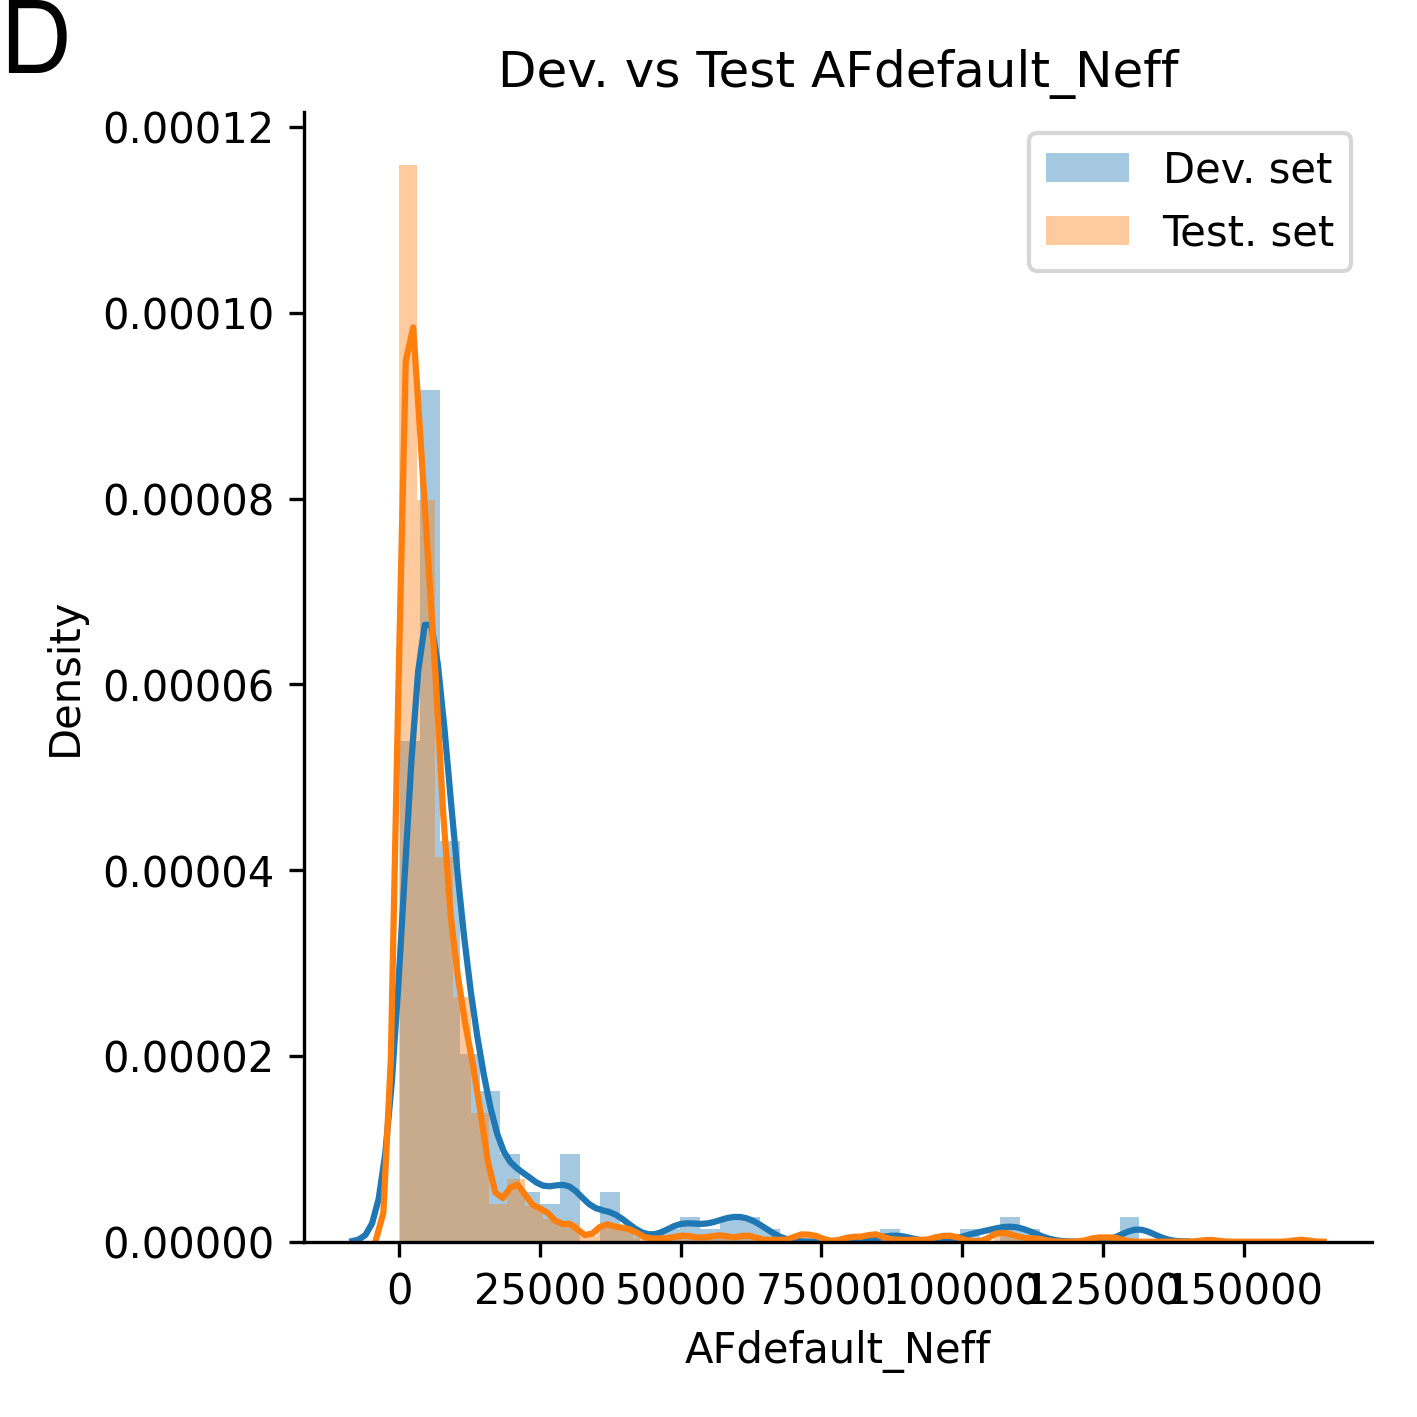 D
Dev. vs Test AFdefault_Neff
Dev. set
Test. set
0.00012
0.00010
0.00008
0.00006
0.00004
0.00002
0.00000
Density
0 25000 50000 75000 100000 125000 150000
AFdefault_Neff